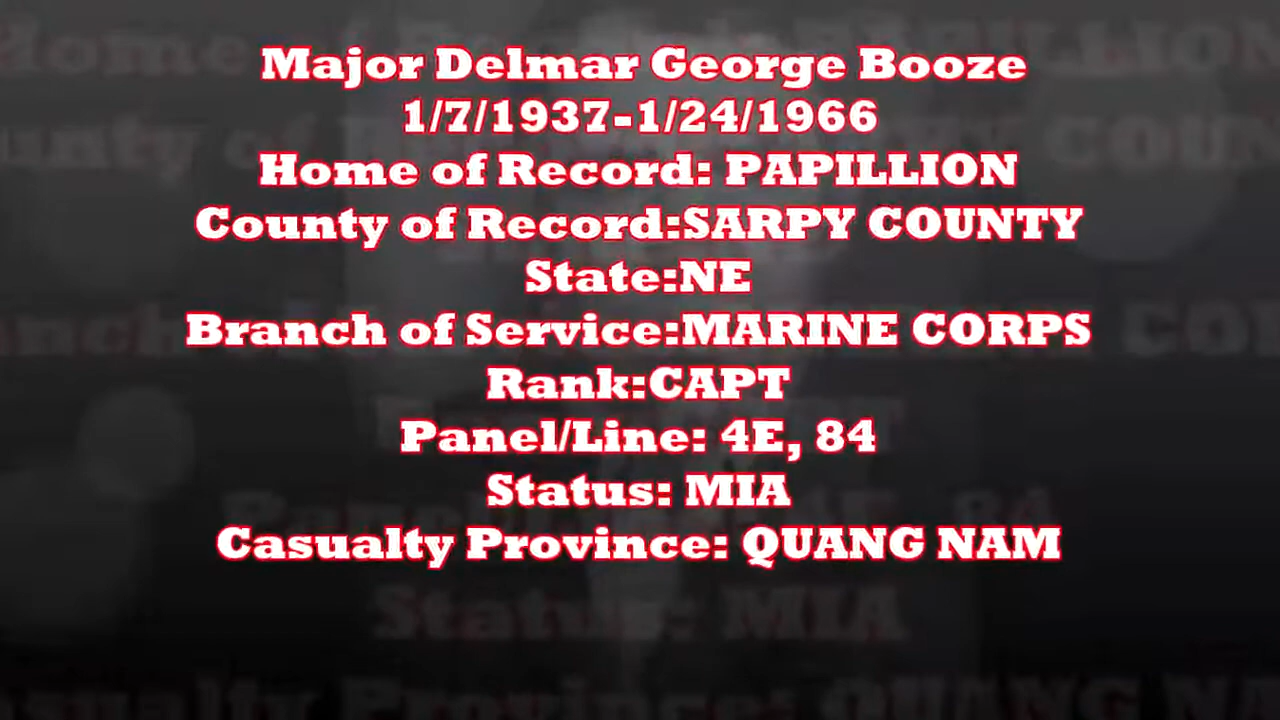 Major Delmar George Booze
1/7/1937-1/24/1966
Home of Record: PAPILLION
County of Record:SARPY COUNTY
State:NE
Branch of Service:MARINE CORPS
Rank:CAPT
Panel/Line: 4E, 84
Status: MIA
Casualty Province: QUANG NAM